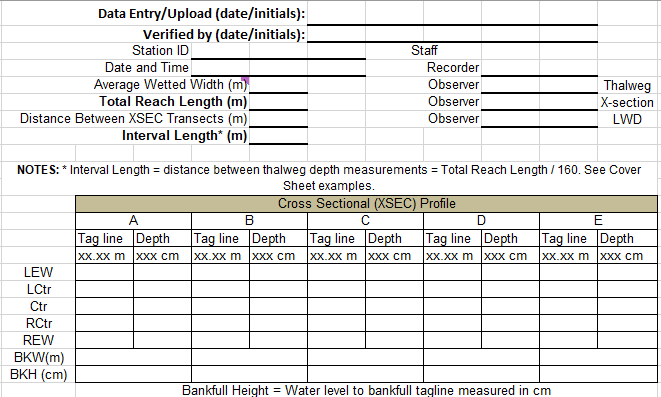 Data Entry/Upload (date/initials):
Verified by (date/initials):
Station ID Staff
Date and Time Recorder
Average Wetted Width (m) Observer Thalweg
Total Reach Length (m) Observer X-section
Distance Between XSEC Transects (m) Observer LWD
Interval Length* (m)
NOTES: * Interval Length = distance between thalweg depth measurements = Total Reach Length / 160. See Cover
Sheet examples.
Cross Sectional (XSEC) Profile
A B C D E
Tag line Depth Tag line Depth Tag line Depth Tag line Depth Tag line Depth
xx.xx m xxx cm xx.xx m xxx cm xx.xx m xxx cm xx.xx m xxx cm xx.xx m xxx cm
LEW
LCtr
Ctr
RCtr
REW
BKW(m)
BKH (cm)
Bankfull Height = Water level to bankfull tagline measured in cm